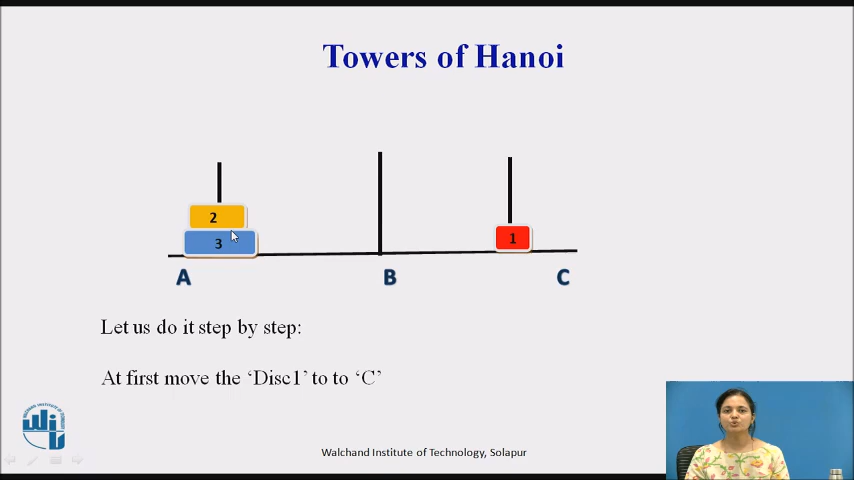 Towers of Hanoi
2
3
1
A B C
Let us do it step by step:
At first move the ‘Disc1’ to to ‘C’
Walchand Institute of Technology, Solapur